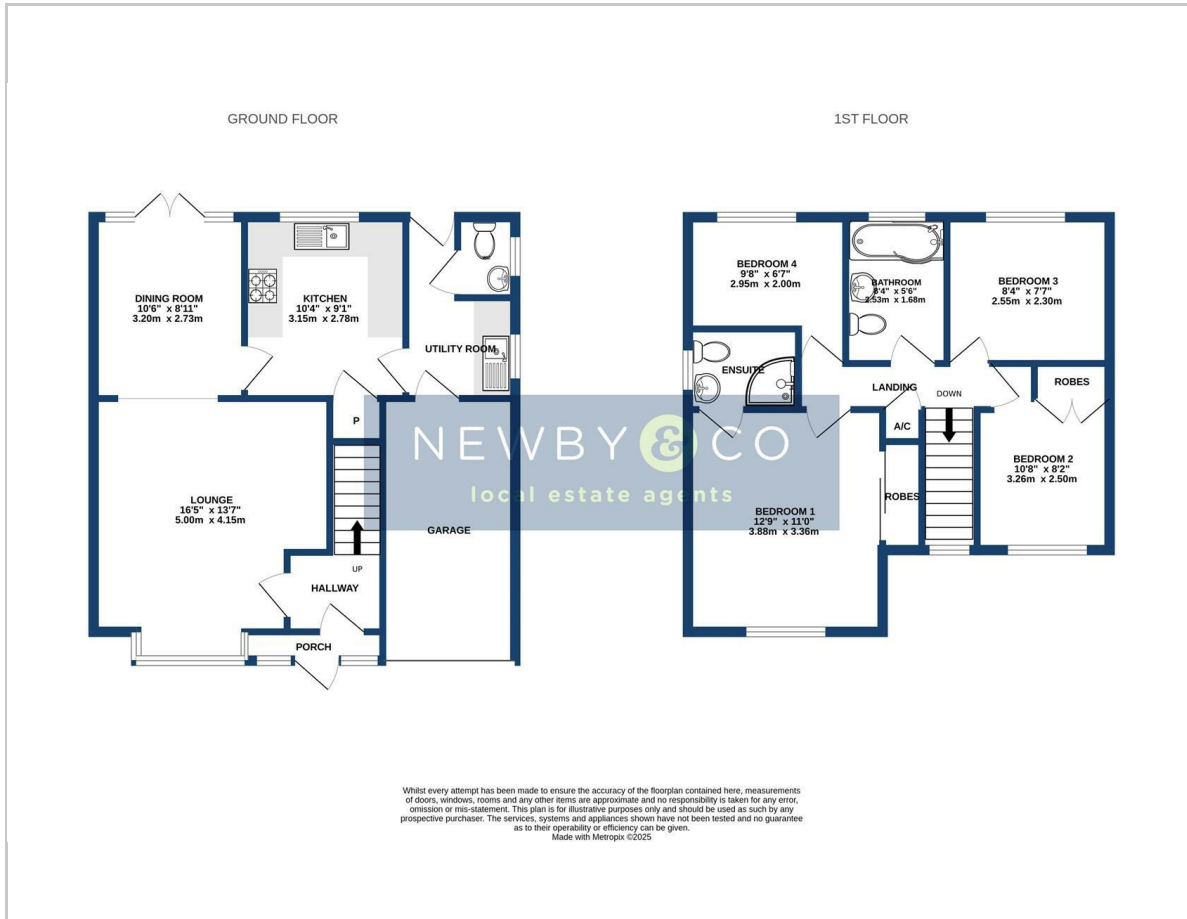 GROUND FLOOR
DINING ROOM
10'6" x 8'11"
3.20m x 2.73m
KITCHEN
10'4" x 9'1"
3.15m x 2.78m
UTILITY ROOM
P
LOUNGE
16'5" x 13'7"
5.00m x 4.15m
GARAGE
UP
HALLWAY
PORCH
1ST FLOOR
BEDROOM 4
9'8" x 6'7"
2.95m x 2.00m
BATHROOM
8'4" x 5'6"
2.53m x 1.68m
BEDROOM 3
8'4" x 7'7"
2.55m x 2.30m
ENSUITE
LANDING
DOWN
ROBES
A/C
BEDROOM 2
10'8" x 8'2"
3.26m x 2.50m
ROBES
BEDROOM 1
12'9" x 11'0"
3.88m x 3.36m
NEWBY & CO
local estate agents
Whilst every attempt has been made to ensure the accuracy of the floorplan contained here, measurements
of doors, windows, rooms and any other items are approximate and no responsibility is taken for any error,
omission or mis-statement. This plan is for illustrative purposes only and should be used as such by any
prospective purchaser. The services, systems and appliances shown have not been tested and no guarantee
as to their operability or efficiency can be given.
Made with Metropix ©2025